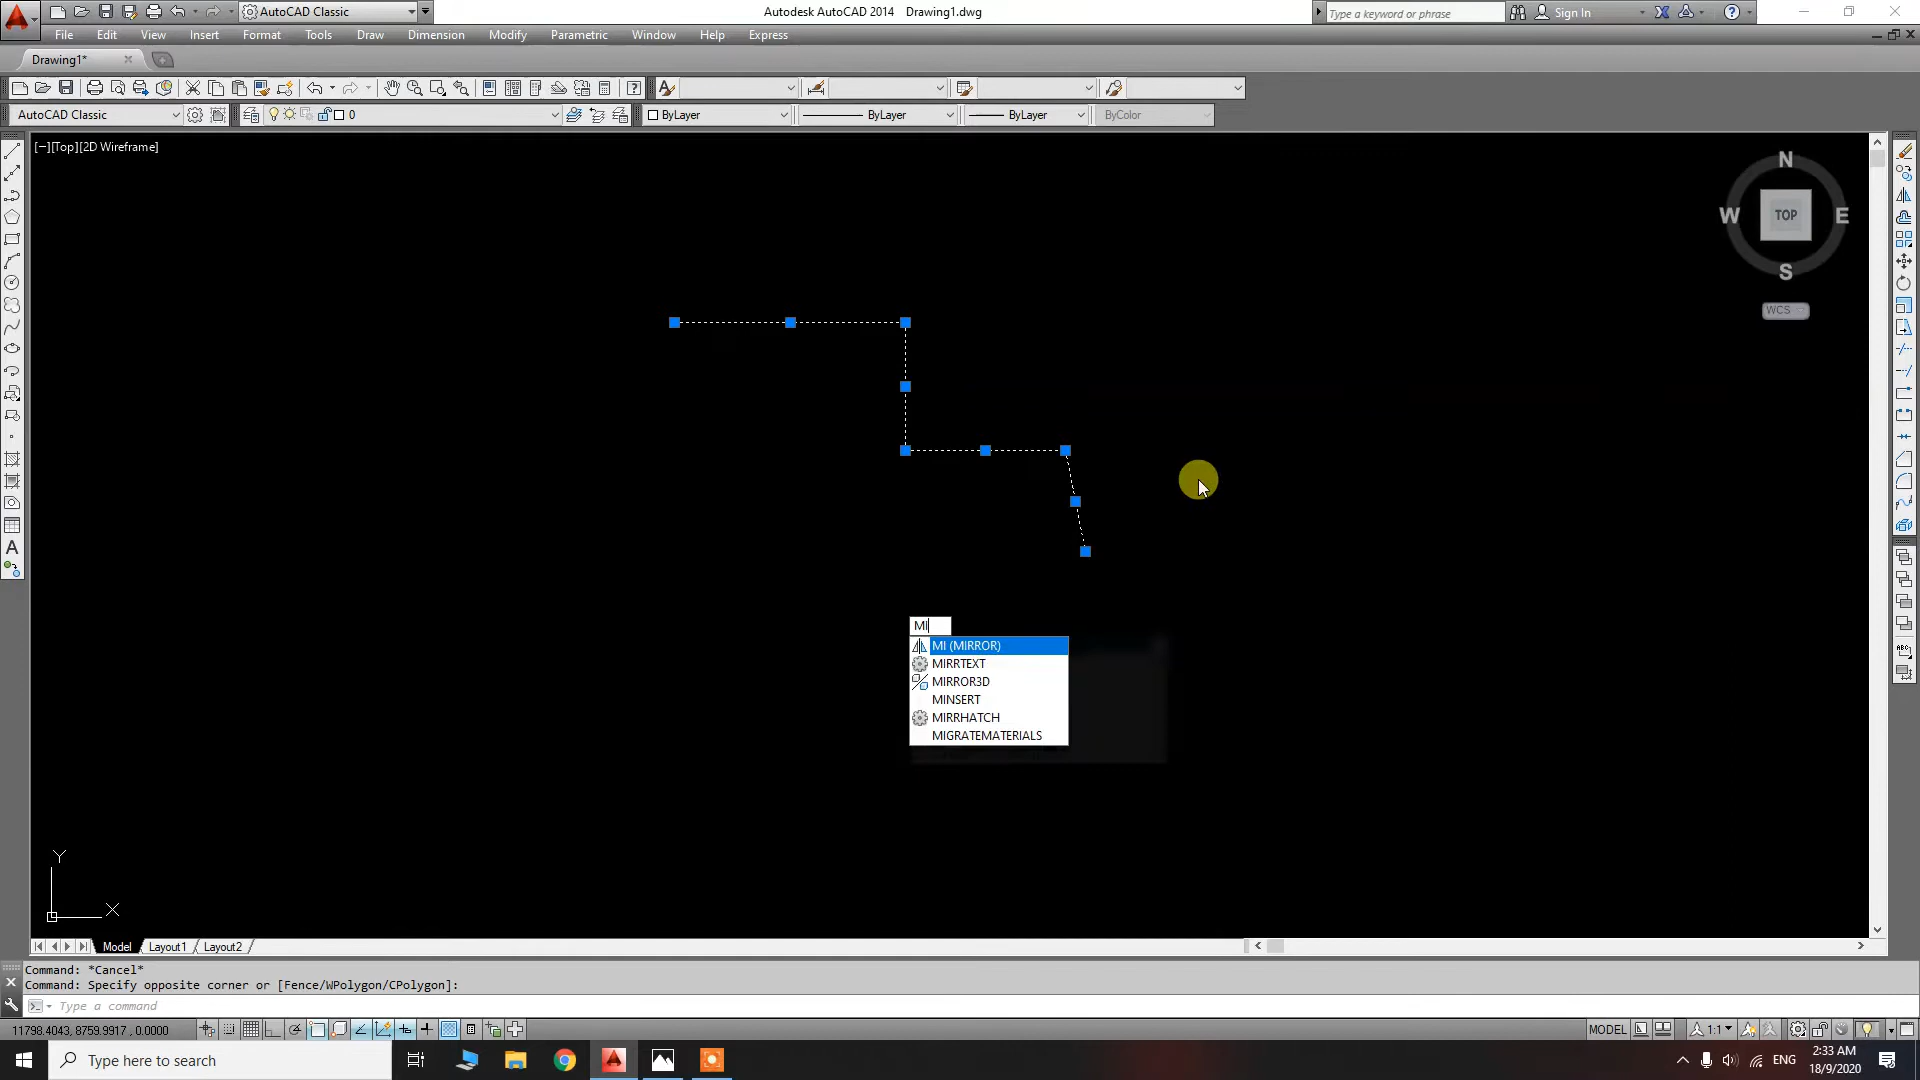 AutoCAD Classic
Autodesk AutoCAD 2014 Drawing1.dwg
Type a keyword or phrase
Sign In
File Edit View Insert Format Tools Draw Dimension Modify Parametric Window Help Express
Drawing1*
AutoCAD Classic
0
ByLayer
ByLayer
ByLayer
ByColor
[−][Top][2D Wireframe]
N
W
TOP
E
S
WCS
MI
MI (MIRROR)
MIRRTEXT
MIRROR3D
MINSERT
MIRRHATCH
MIGRATEMATERIALS
Y
X
Model Layout1 Layout2
Command: *Cancel*
Command: Specify opposite corner or [Fence/WPolygon/CPolygon]:
Type a command
11798.4043, 8759.9917 , 0.0000
MODEL
1:1
Type here to search
ENG
2:33 AM
18/9/2020
A
ABC